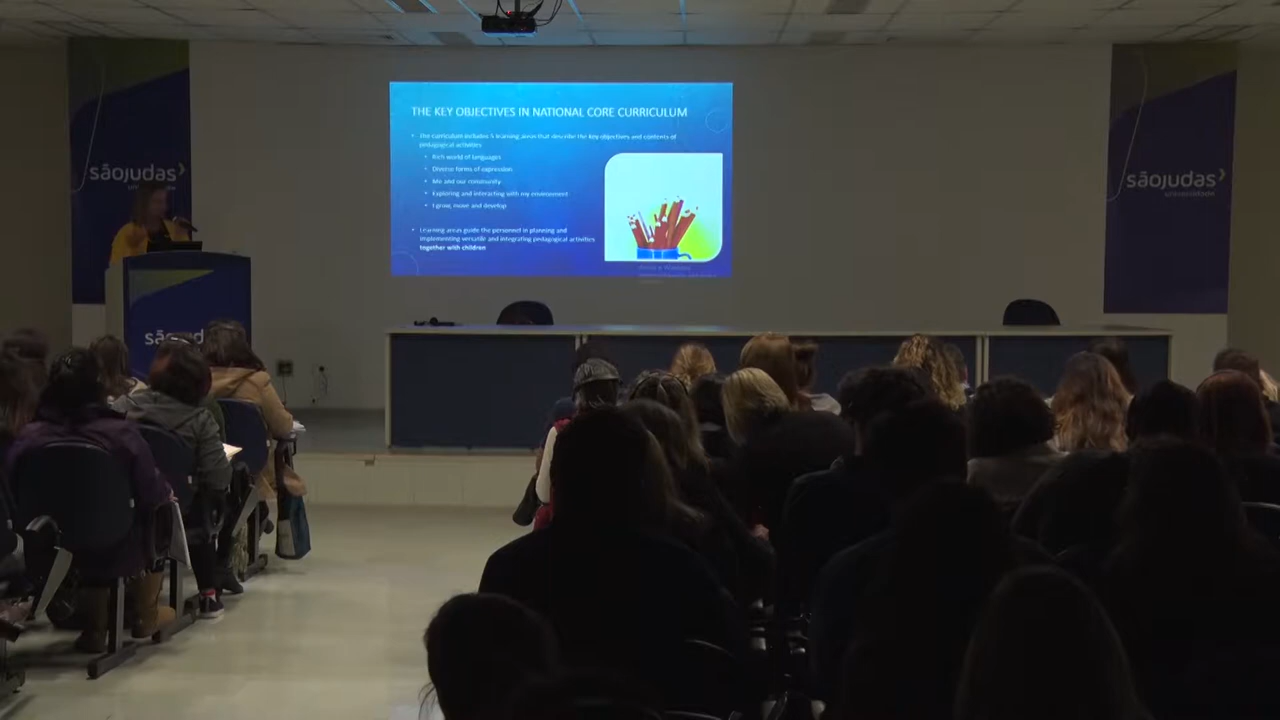 THE KEY OBJECTIVES IN NATIONAL CORE CURRICULUM
• The curriculum includes 5 learning areas that describe the key objectives and contents of
pedagogical activities
• Rich world of languages
• Diverse forms of expression
• Me and our community
• Exploring and interacting with my environment
• I grow, move and develop
• Learning areas guide the personnel in planning and
implementing versatile and integrating pedagogical activities
together with children
sãojudas
universidade
sãojudas
universidade